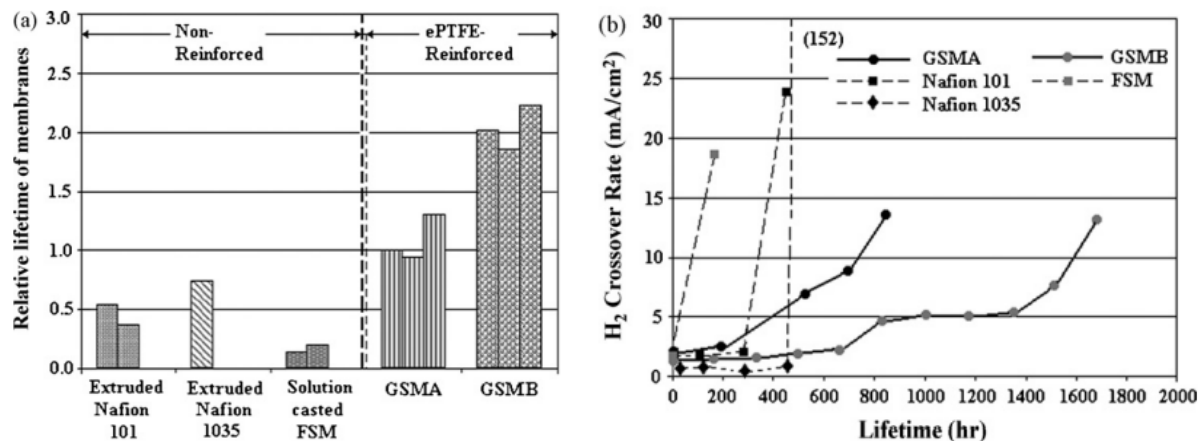 (a)
Relative lifetime of membranes
3.0
2.5
2.0
1.5
1.0
0.5
0.0
Non-
Reinforced
ePTFE-
Reinforced
Extruded
Nafion
101
Extruded
Nafion
1035
Solution
casted
FSM
GSMA
GSMB
(b)
H₂ Crossover Rate (mA/cm²)
30
25
20
15
10
5
0
(152)
GSMA
GSMB
Nafion 101
FSM
Nafion 1035
0 200 400 600 800 1000 1200 1400 1600 1800 2000
Lifetime (hr)